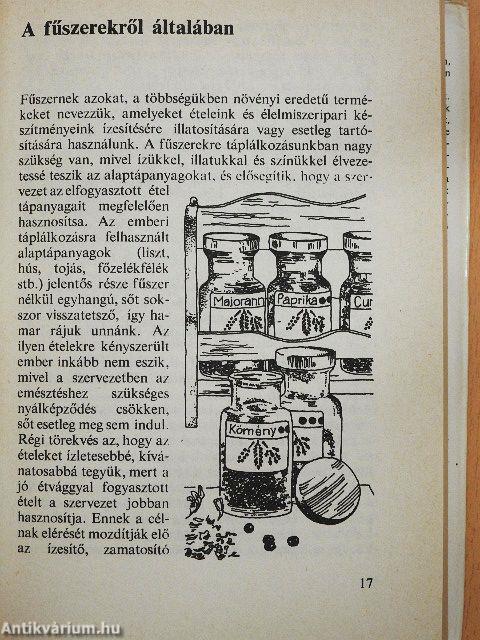 A fűszerekről általában
Fűszernek azokat, a többségükben növényi eredetű termé-
keket nevezzük, amelyeket ételeink és élelmiszeripari ké-
szítményeink ízesítésére illatosítására vagy esetleg tartó-
sítására használunk. A fűszerekre táplálkozásunkban nagy
szükség van, mivel ízükkel, illatukkal és színükkel élveze-
tessé teszik az alaptápanyagokat, és elősegítik, hogy a szer-
vezet az elfogyasztott étel
tápanyagait megfelelően
hasznosítsa. Az emberi
táplálkozásra felhasznált
alaptápanyagok (liszt,
hús, tojás, főzelékfélék
stb.) jelentős része fűszer
nélkül egyhangú, sőt sok-
szor visszatetsző, így ha-
mar rájuk unnánk. Az
ilyen ételekre kényszerült
ember inkább nem eszik,
mivel a szervezetben az
emésztéshez szükséges
nyálképződés csökken,
sőt esetleg meg sem indul.
Régi törekvés az, hogy az
ételeket ízletesebbé, kívá-
natosabbá tegyük, mert a
jó étvággyal fogyasztott
ételt a szervezet jobban
hasznosítja. Ennek a cél-
nak elérését mozdítják elő
az ízesítő, zamatosító
Majorann
Paprika
Cur
Kömény
17
Antikvárium.hu